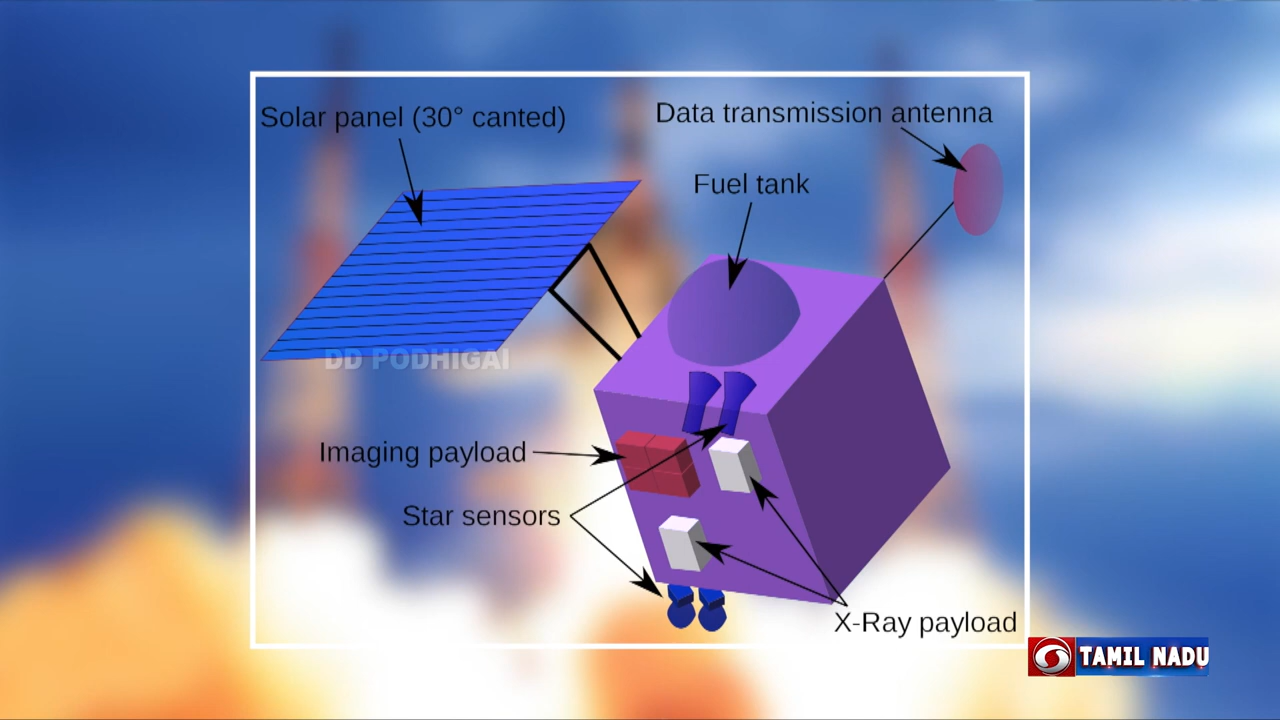 Solar panel (30° canted)
Data transmission antenna
Fuel tank
DD PODHIGAI
Imaging payload
Star sensors
X-Ray payload
TAMIL NADU